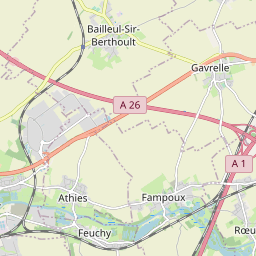 Bailleul-Sir-
Berthoult
Gavrelle
A 26
A 1
Athies
Fampoux
Feuchy
Rœu